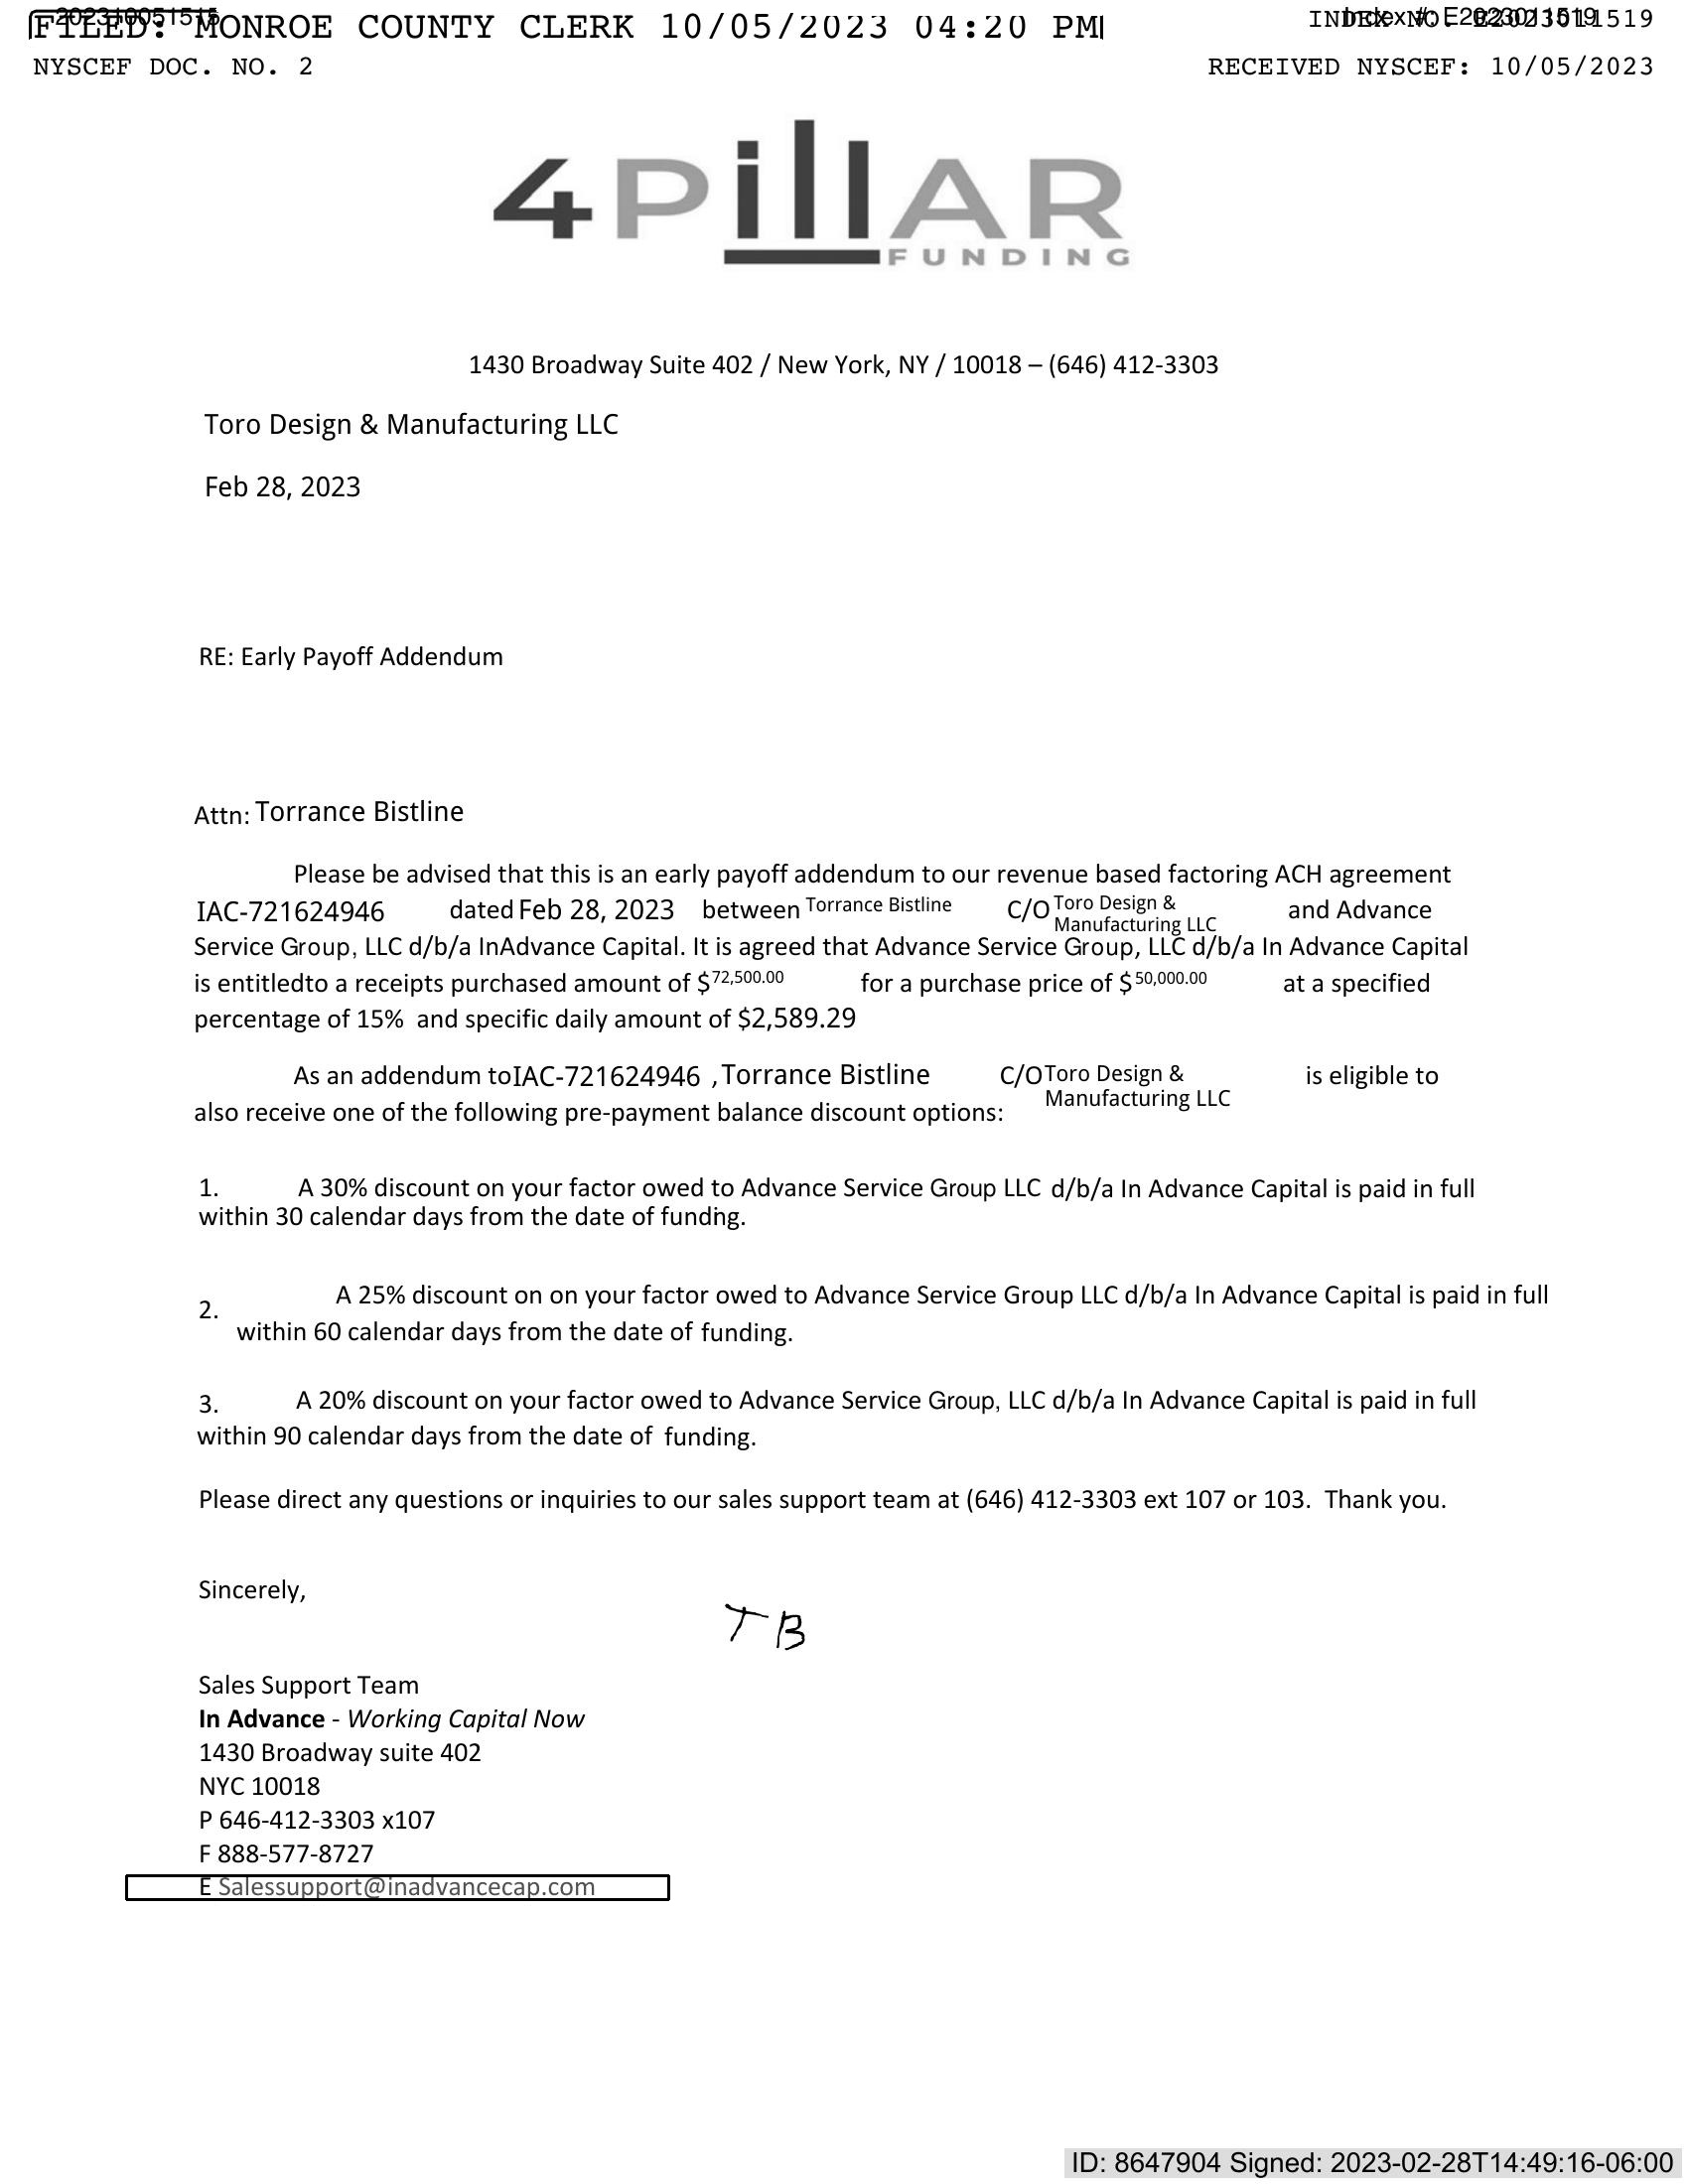 202310051515
FILED: MONROE COUNTY CLERK 10/05/2023 04:20 PM
INDEX NO. E2023011519
Index #: E2023011519
NYSCEF DOC. NO. 2
RECEIVED NYSCEF: 10/05/2023
4PillAR
FUNDING
1430 Broadway Suite 402 / New York, NY / 10018 – (646) 412-3303
Toro Design & Manufacturing LLC
Feb 28, 2023
RE: Early Payoff Addendum
Attn: Torrance Bistline
Please be advised that this is an early payoff addendum to our revenue based factoring ACH agreement
IAC-721624946 dated Feb 28, 2023 between Torrance Bistline C/O Toro Design & Manufacturing LLC and Advance
Service Group, LLC d/b/a InAdvance Capital. It is agreed that Advance Service Group, LLC d/b/a In Advance Capital
is entitledto a receipts purchased amount of $72,500.00 for a purchase price of $50,000.00 at a specified
percentage of 15% and specific daily amount of $2,589.29
As an addendum toIAC-721624946 ,Torrance Bistline C/OToro Design & Manufacturing LLC is eligible to
also receive one of the following pre-payment balance discount options:
1. A 30% discount on your factor owed to Advance Service Group LLC d/b/a In Advance Capital is paid in full
within 30 calendar days from the date of funding.
2. A 25% discount on on your factor owed to Advance Service Group LLC d/b/a In Advance Capital is paid in full
within 60 calendar days from the date of funding.
3. A 20% discount on your factor owed to Advance Service Group, LLC d/b/a In Advance Capital is paid in full
within 90 calendar days from the date of funding.
Please direct any questions or inquiries to our sales support team at (646) 412-3303 ext 107 or 103. Thank you.
Sincerely,
TB
Sales Support Team
In Advance - Working Capital Now
1430 Broadway suite 402
NYC 10018
P 646-412-3303 x107
F 888-577-8727
E Salessupport@inadvancecap.com
ID: 8647904 Signed: 2023-02-28T14:49:16-06:00